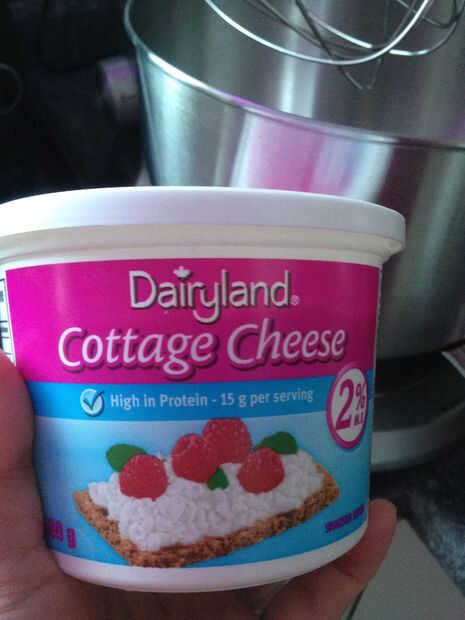 Dairyland®
Cottage Cheese
High in Protein - 15 g per serving
2%
M.F.
g